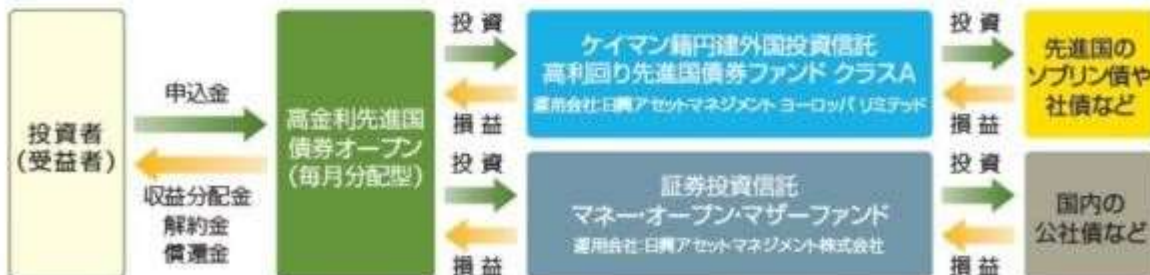 投資者
(受益者)
申込金
収益分配金
解約金
償還金
高金利先進国
債券オープン
(毎月分配型)
投資
損益
投資
損益
ケイマン籍円建外国投資信託
高利回り先進国債券ファンド クラスA
運用会社:日興アセットマネジメント ヨーロッパ リミテッド
証券投資信託
マネー・オープン・マザーファンド
運用会社:日興アセットマネジメント株式会社
投資
損益
投資
損益
先進国の
ソブリン債や
社債など
国内の
公社債など